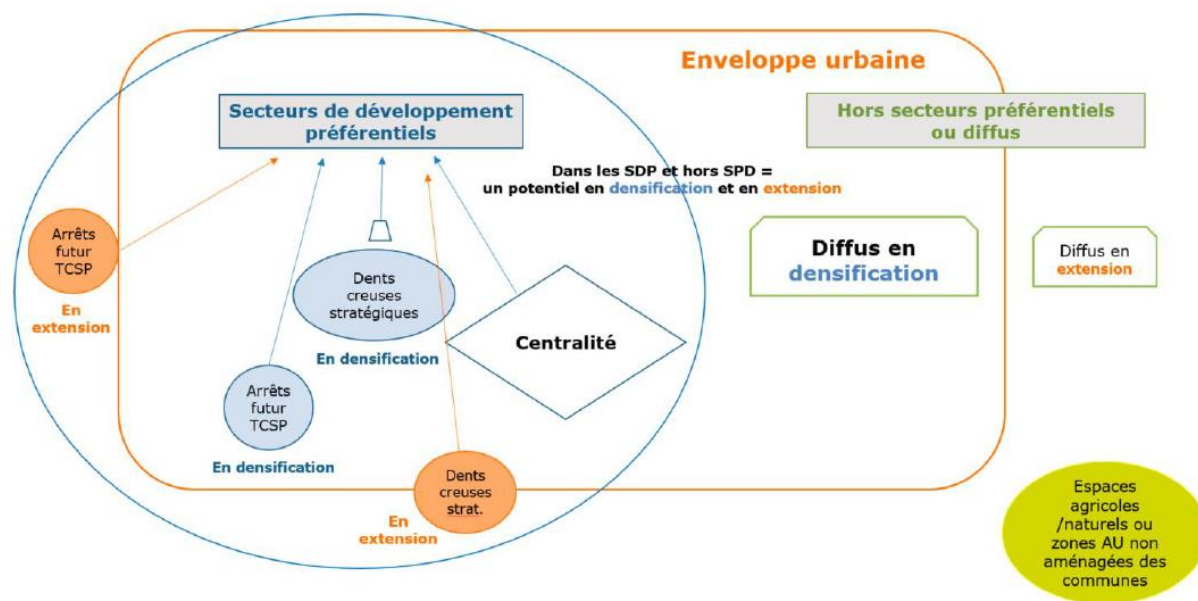 Enveloppe urbaine
Secteurs de développement
préférentiels
Hors secteurs préférentiels
ou diffus
Dans les SDP et hors SPD =
un potentiel en densification et en extension
Arrêts
futur
TCSP
En
extension
Dents
creuses
stratégiques
En densification
Centralité
Diffus en
densification
Diffus en
extension
Arrêts
futur
TCSP
En densification
Dents
creuses
strat.
En
extension
Espaces
agricoles
/naturels ou
zones AU non
aménagées des
communes